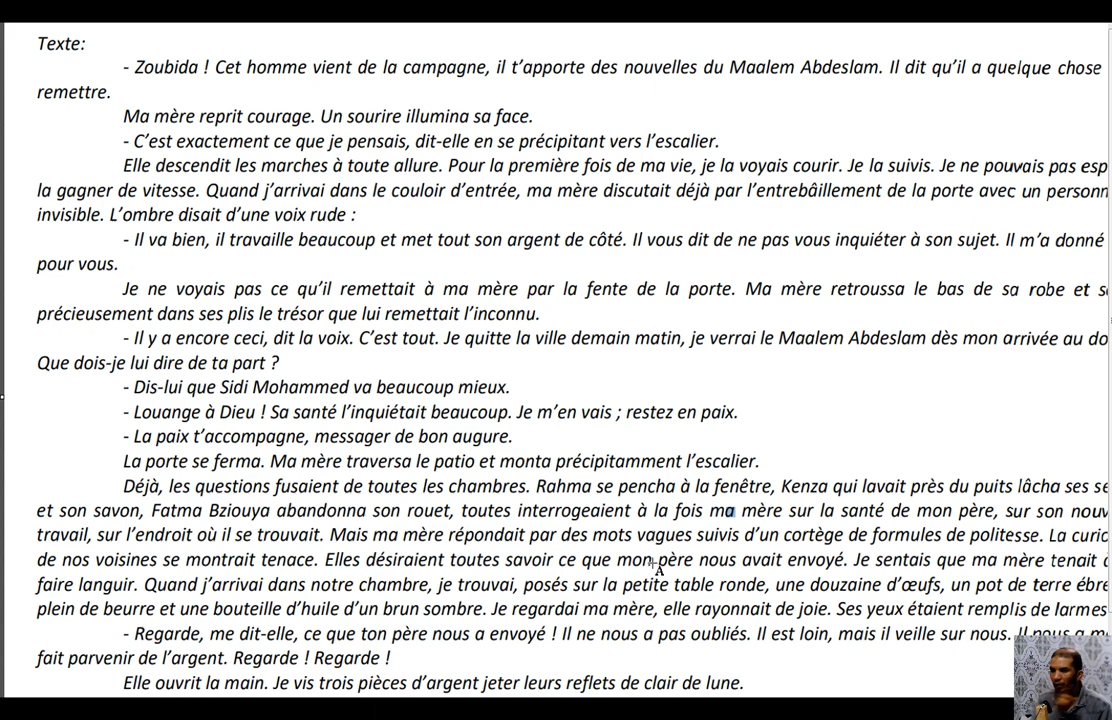 Texte:
- Zoubida ! Cet homme vient de la campagne, il t’apporte des nouvelles du Maalem Abdeslam. Il dit qu’il a quelque chose
remettre.
Ma mère reprit courage. Un sourire illumina sa face.
- C’est exactement ce que je pensais, dit-elle en se précipitant vers l’escalier.
Elle descendit les marches à toute allure. Pour la première fois de ma vie, je la voyais courir. Je la suivis. Je ne pouvais pas esp
la gagner de vitesse. Quand j’arrivai dans le couloir d’entrée, ma mère discutait déjà par l’entrebâillement de la porte avec un personn
invisible. L’ombre disait d’une voix rude :
- Il va bien, il travaille beaucoup et met tout son argent de côté. Il vous dit de ne pas vous inquiéter à son sujet. Il m’a donné
pour vous.
Je ne voyais pas ce qu’il remettait à ma mère par la fente de la porte. Ma mère retroussa le bas de sa robe et se
précieusement dans ses plis le trésor que lui remettait l’inconnu.
- Il y a encore ceci, dit la voix. C’est tout. Je quitte la ville demain matin, je verrai le Maalem Abdeslam dès mon arrivée au do
Que dois-je lui dire de ta part ?
- Dis-lui que Sidi Mohammed va beaucoup mieux.
- Louange à Dieu ! Sa santé l’inquiétait beaucoup. Je m’en vais ; restez en paix.
- La paix t’accompagne, messager de bon augure.
La porte se ferma. Ma mère traversa le patio et monta précipitamment l’escalier.
Déjà, les questions fusaient de toutes les chambres. Rahma se pencha à la fenêtre, Kenza qui lavait près du puits lâcha ses se
et son savon, Fatma Bziouya abandonna son rouet, toutes interrogeaient à la fois ma mère sur la santé de mon père, sur son nouv
travail, sur l’endroit où il se trouvait. Mais ma mère répondait par des mots vagues suivis d’un cortège de formules de politesse. La curio
de nos voisines se montrait tenace. Elles désiraient toutes savoir ce que mon père nous avait envoyé. Je sentais que ma mère tenait
faire languir. Quand j’arrivai dans notre chambre, je trouvai, posés sur la petite table ronde, une douzaine d’œufs, un pot de terre ébré
plein de beurre et une bouteille d’huile d’un brun sombre. Je regardai ma mère, elle rayonnait de joie. Ses yeux étaient remplis de larmes
- Regarde, me dit-elle, ce que ton père nous a envoyé ! Il ne nous a pas oubliés. Il est loin, mais il veille sur nous. Il nous a
fait parvenir de l’argent. Regarde ! Regarde !
Elle ouvrit la main. Je vis trois pièces d’argent jeter leurs reflets de clair de lune.